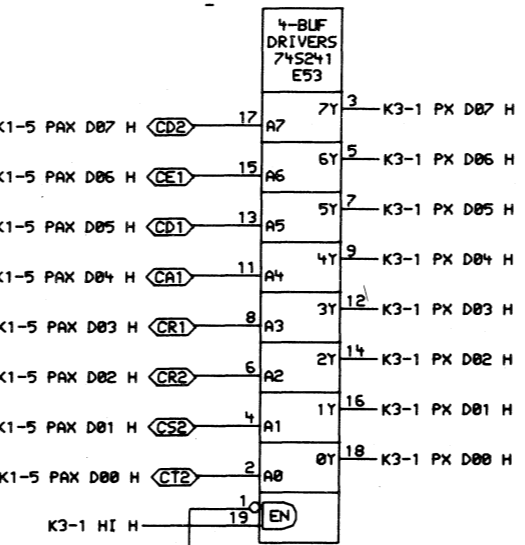 4-BUF
DRIVERS
74S241
E53
K1-5 PAX D07 H CD2 17 A7 7Y 3 K3-1 PX D07 H
K1-5 PAX D06 H CE1 15 A6 6Y 5 K3-1 PX D06 H
K1-5 PAX D05 H CD1 13 A5 5Y 7 K3-1 PX D05 H
K1-5 PAX D04 H CA1 11 A4 4Y 9 K3-1 PX D04 H
K1-5 PAX D03 H CR1 8 A3 3Y 12 K3-1 PX D03 H
K1-5 PAX D02 H CR2 6 A2 2Y 14 K3-1 PX D02 H
K1-5 PAX D01 H CS2 4 A1 1Y 16 K3-1 PX D01 H
K1-5 PAX D00 H CT2 2 A0 0Y 18 K3-1 PX D00 H
1
K3-1 HI H 19 EN